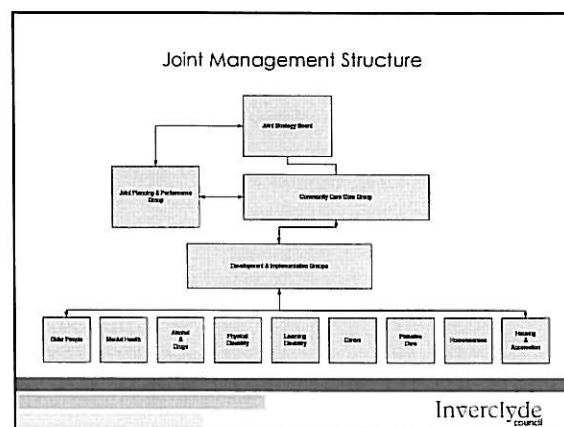 Joint Management Structure
Joint Strategy Board
Joint Planning & Performance
Group
Community Care Core Group
Development & Implementation Groups
Older People
Mental Health
Alcohol
&
Drugs
Physical
Disability
Learning
Disability
Carers
Palliative
Care
Homelessness
Housing
&
Inverclyde
council